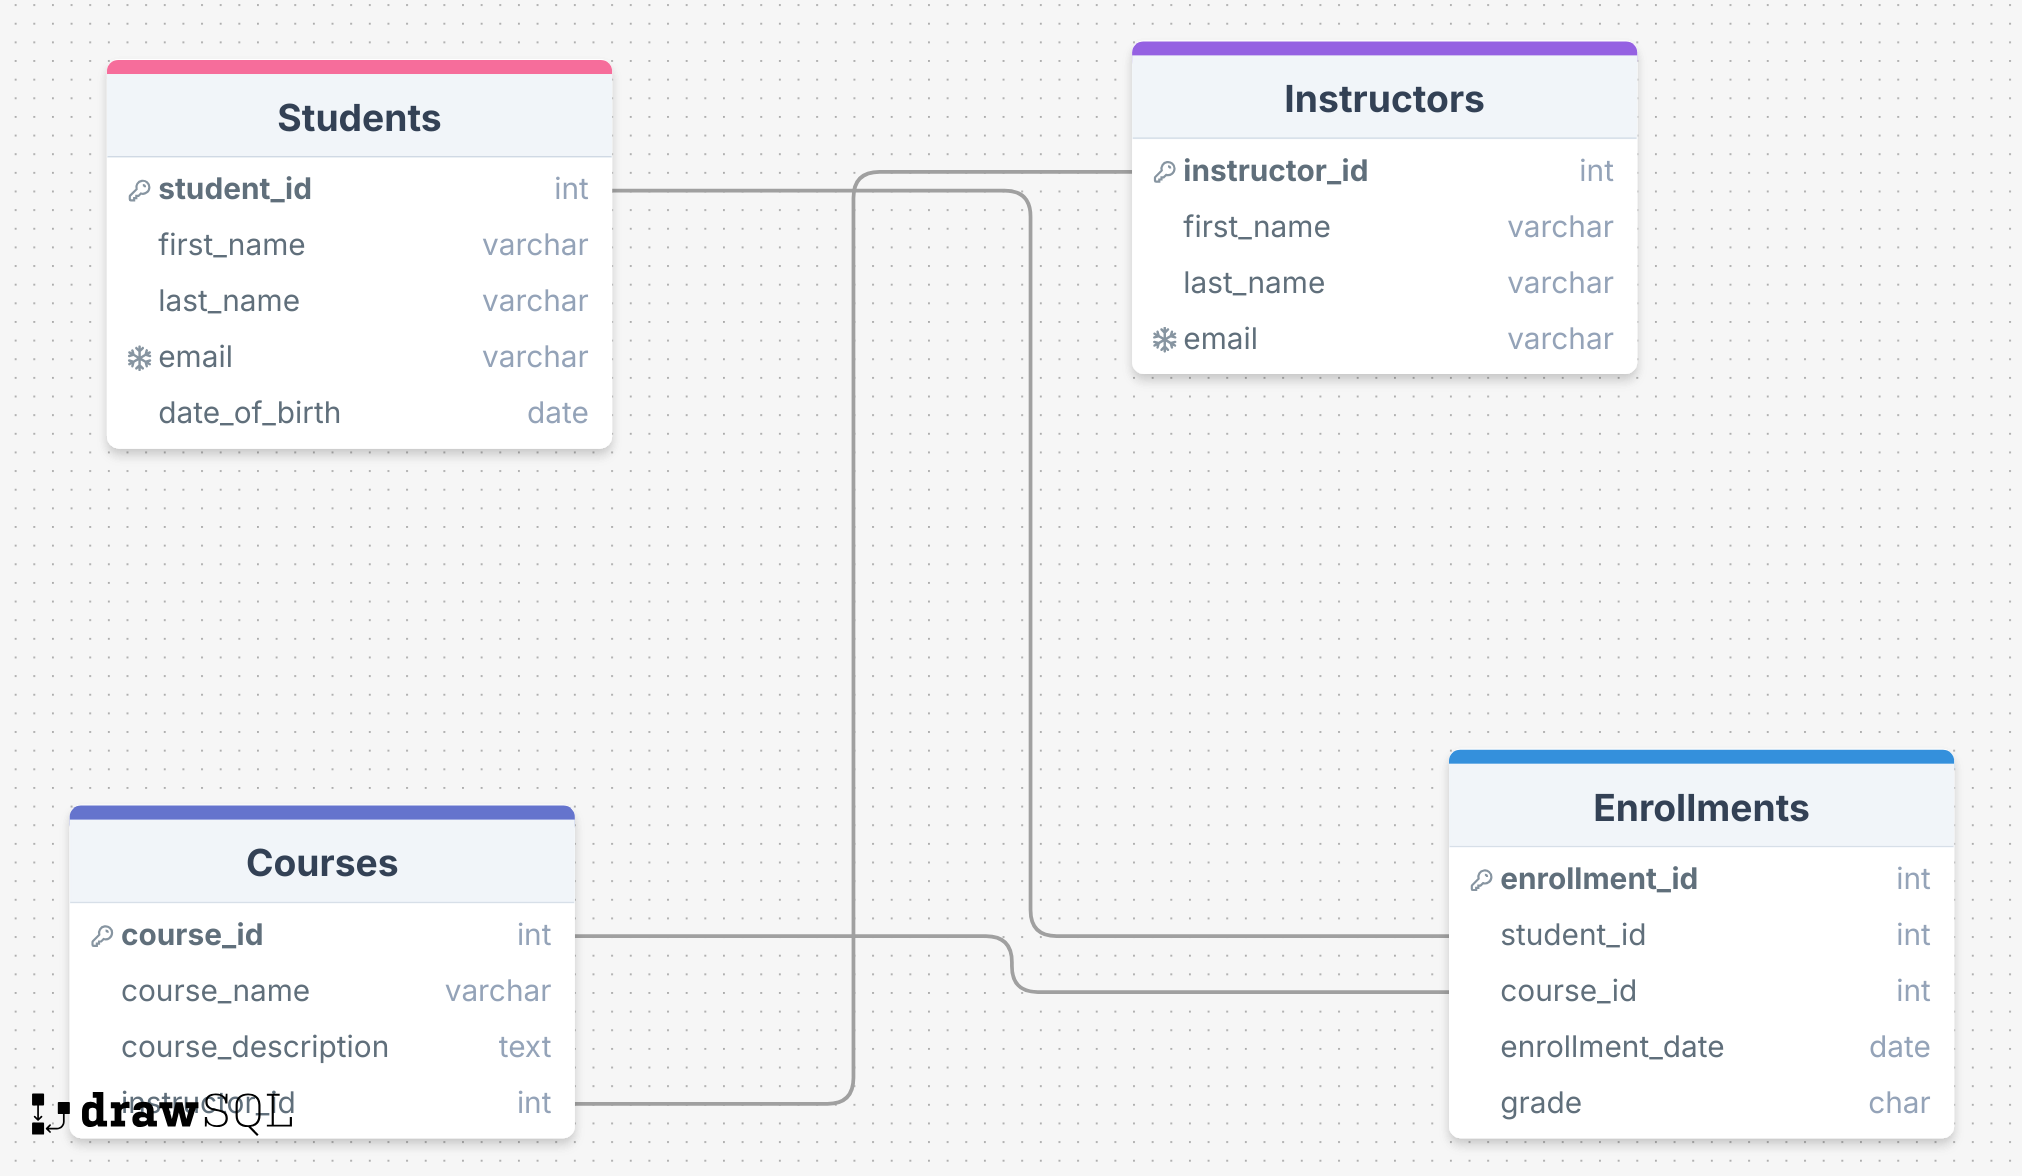 Students
student_id int
first_name varchar
last_name varchar
email varchar
date_of_birth date
Instructors
instructor_id int
first_name varchar
last_name varchar
email varchar
Courses
course_id int
course_name varchar
course_description text
instructor_id int
drawSQL
Enrollments
enrollment_id int
student_id int
course_id int
enrollment_date date
grade char